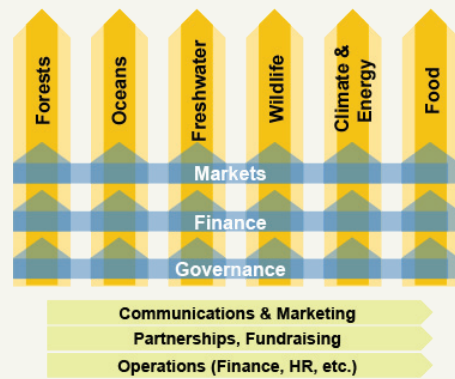 Forests
Oceans
Freshwater
Wildlife
Climate &
Energy
Food
Markets
Finance
Governance
Communications & Marketing
Partnerships, Fundraising
Operations (Finance, HR, etc.)